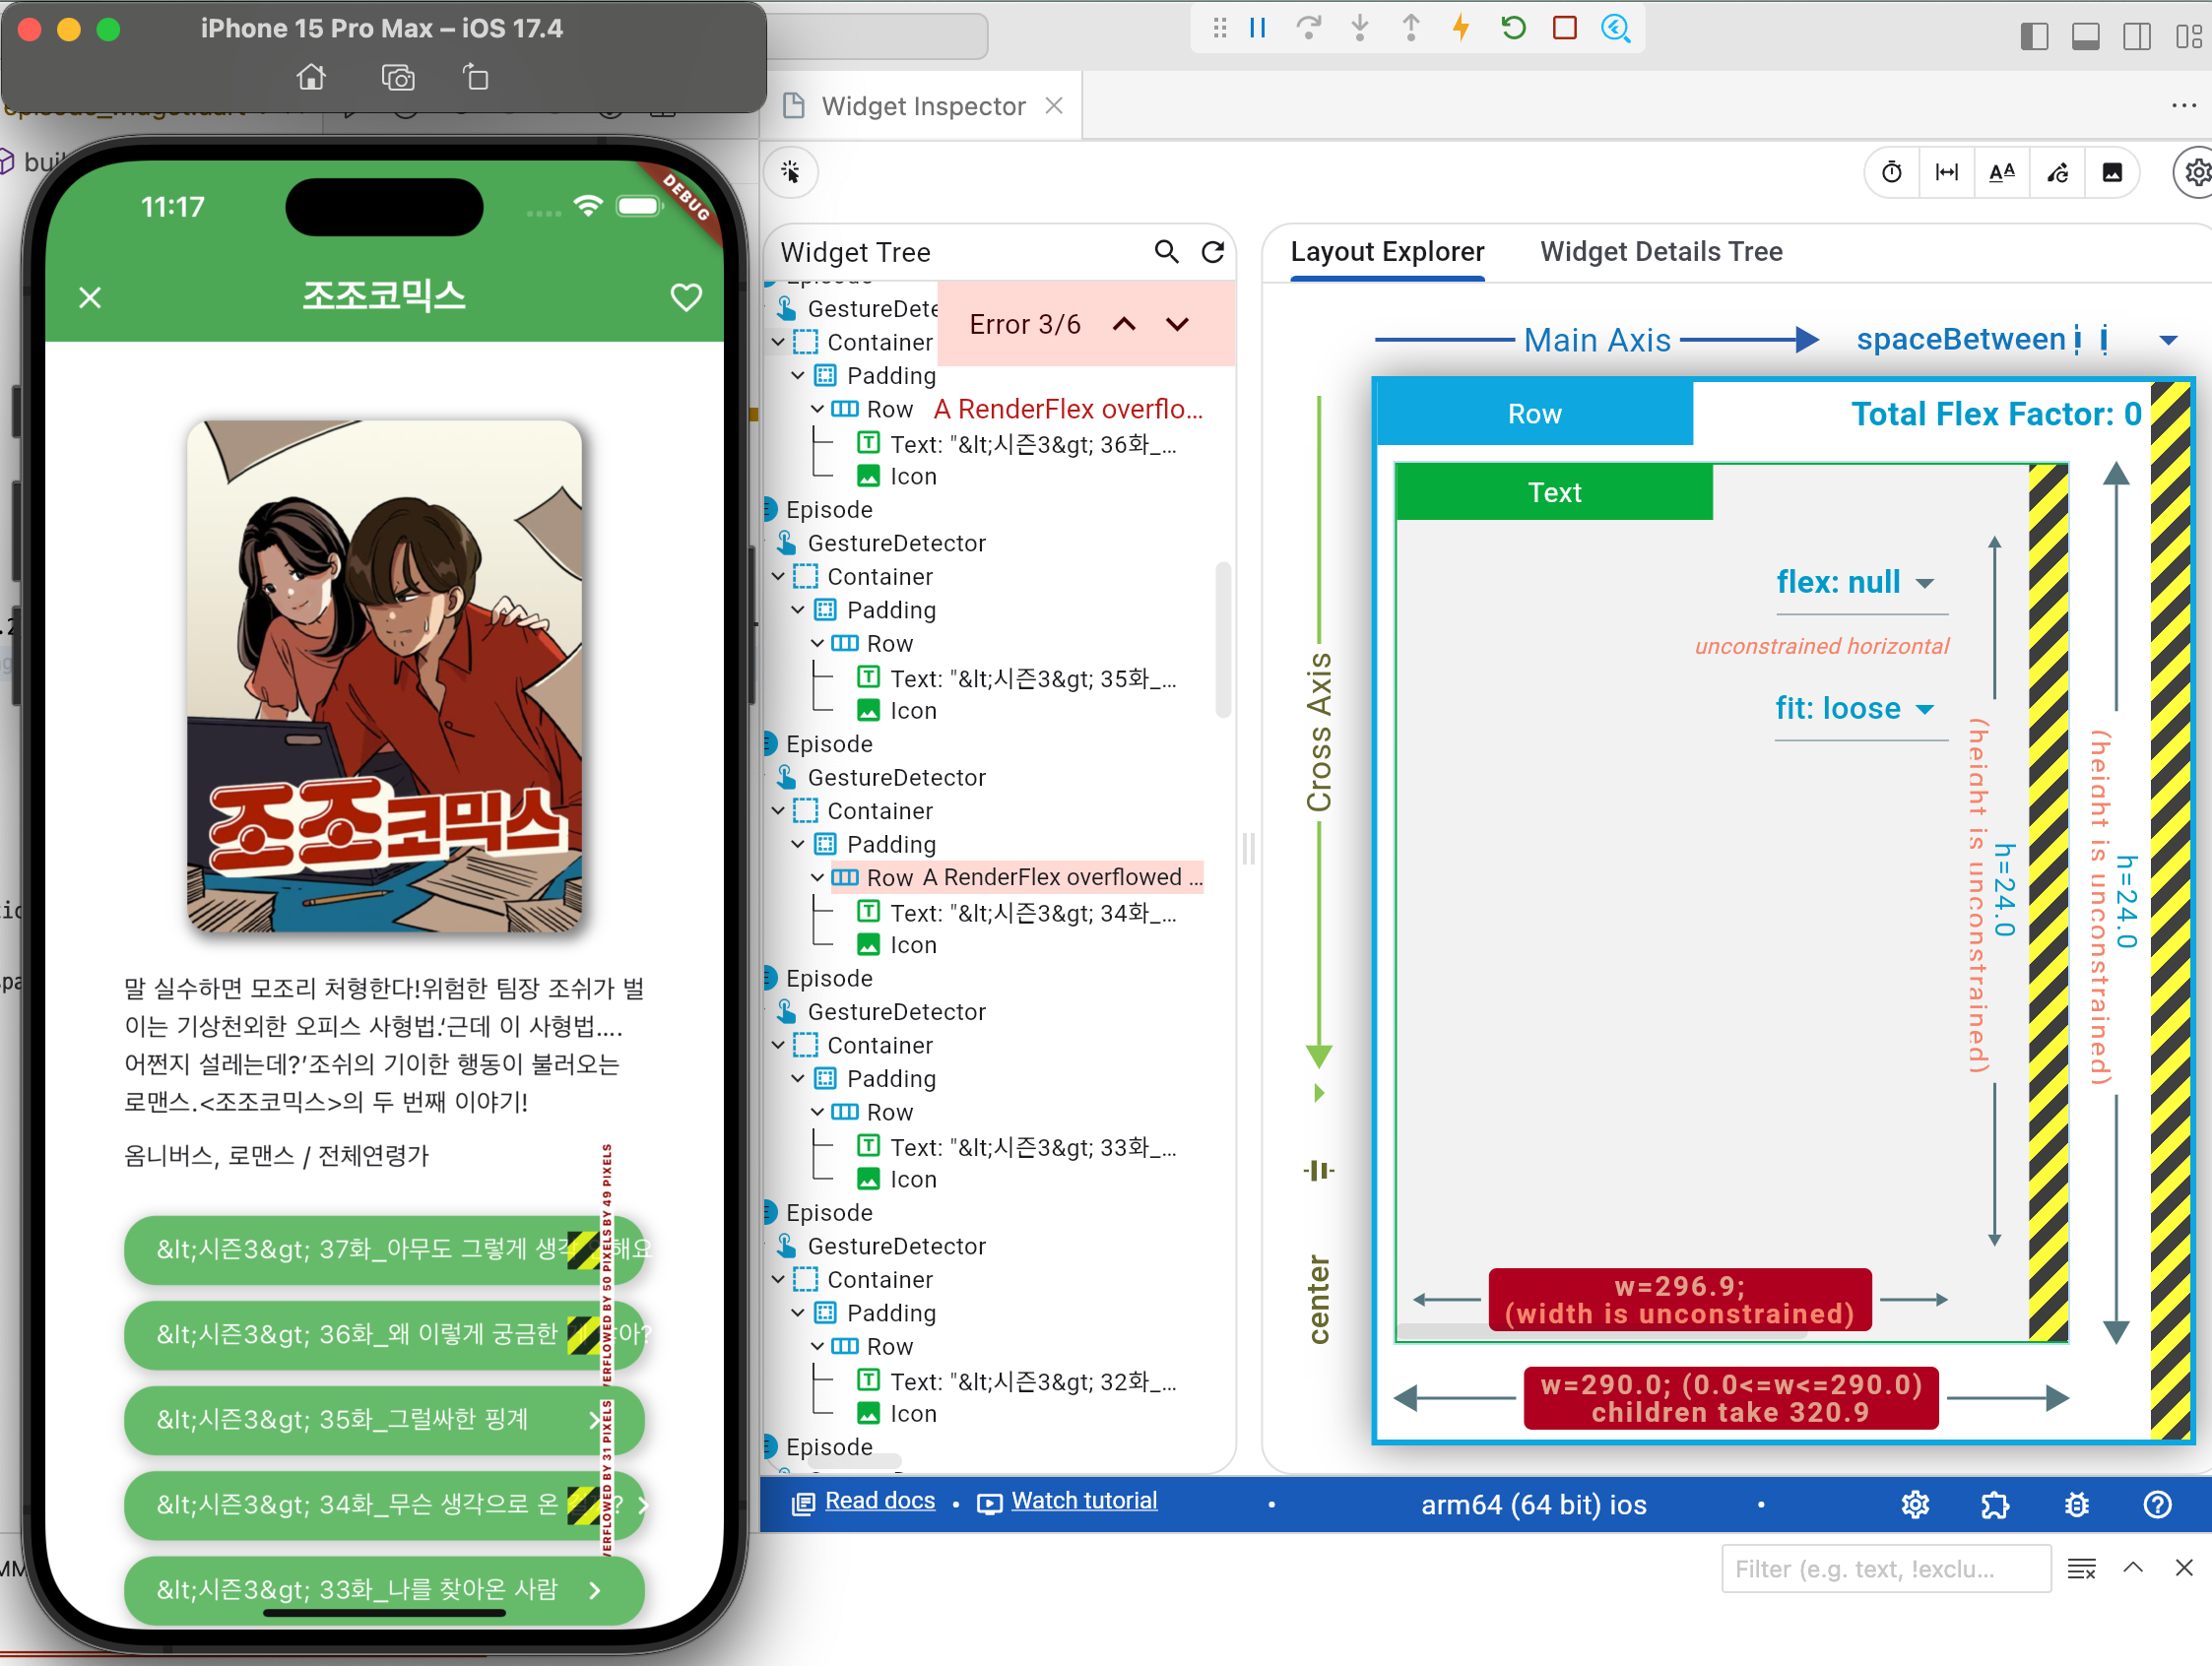 iPhone 15 Pro Max – iOS 17.4
Widget Inspector
11:17
DEBUG
조조코믹스
조조코믹스
말 실수하면 모조리 처형한다!위험한 팀장 조쉬가 벌
이는 기상천외한 오피스 사형법.‘근데 이 사형법....
어쩐지 설레는데?’조쉬의 기이한 행동이 불러오는
로맨스.<조조코믹스>의 두 번째 이야기!
옴니버스, 로맨스 / 전체연령가
&lt;시즌3&gt; 37화_아무도 그렇게 생각
해요
&lt;시즌3&gt; 36화_왜 이렇게 궁금한
&lt;시즌3&gt; 35화_그럴싸한 핑계
&lt;시즌3&gt; 34화_무슨 생각으로 온
&lt;시즌3&gt; 33화_나를 찾아온 사람
BY 49 PIXELS
VERFLOWED BY 50 PIXELS
VERFLOWED BY 31 PIXELS
Widget Tree
Episode
GestureDete
Container
Error 3/6
Padding
Row A RenderFlex overflo...
Text: "&lt;시즌3&gt; 36화_...
Icon
Episode
GestureDetector
Container
Padding
Row
Text: "&lt;시즌3&gt; 35화_...
Icon
Episode
GestureDetector
Container
Padding
Row A RenderFlex overflowed ...
Text: "&lt;시즌3&gt; 34화_...
Icon
Episode
GestureDetector
Container
Padding
Row
Text: "&lt;시즌3&gt; 33화_...
Icon
Episode
GestureDetector
Container
Padding
Row
Text: "&lt;시즌3&gt; 32화_...
Icon
Episode
Layout Explorer
Widget Details Tree
Main Axis
spaceBetween
Cross Axis
center
Row
Total Flex Factor: 0
Text
flex: null
unconstrained horizontal
fit: loose
h=24.0
(height is unconstrained)
h=24.0
(height is unconstrained)
w=296.9;
(width is unconstrained)
w=290.0; (0.0<=w<=290.0)
children take 320.9
Read docs • Watch tutorial • arm64 (64 bit) ios •
Filter (e.g. text, !exclu...